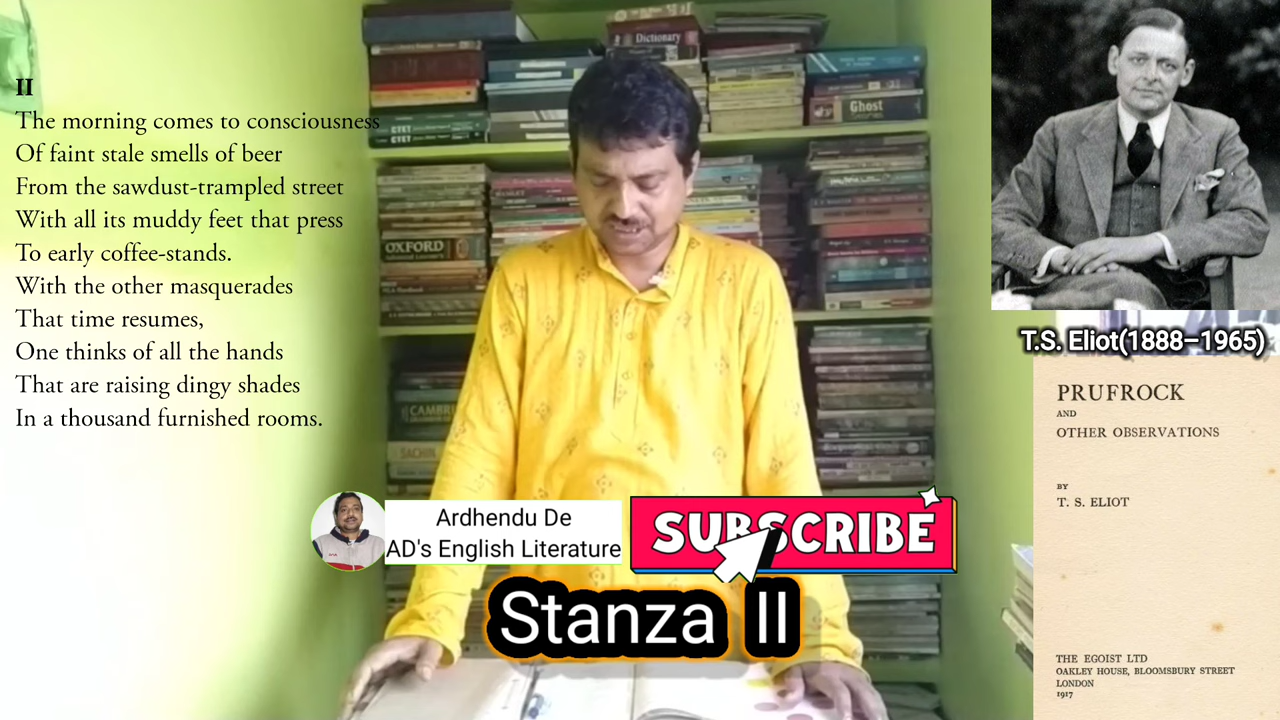 II
The morning comes to consciousness
Of faint stale smells of beer
From the sawdust-trampled street
With all its muddy feet that press
To early coffee-stands.
With the other masquerades
That time resumes,
One thinks of all the hands
That are raising dingy shades
In a thousand furnished rooms.
Dictionary
Ghost
CTET
CTET
OXFORD
T.S. Eliot(1888–1965)
PRUFROCK
AND
OTHER OBSERVATIONS
BY
T. S. ELIOT
THE EGOIST LTD
OAKLEY HOUSE, BLOOMSBURY STREET
LONDON
1917
Ardhendu De
AD's English Literature
SUBSCRIBE
Stanza II